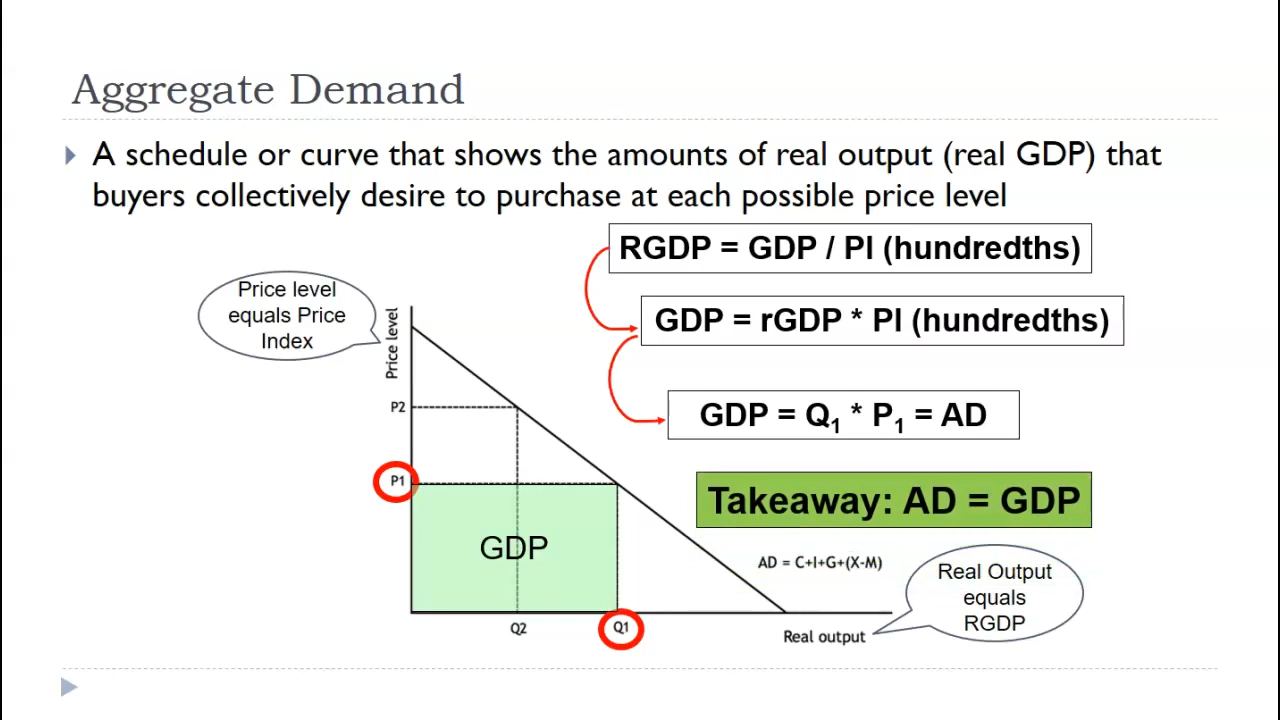 Aggregate Demand
A schedule or curve that shows the amounts of real output (real GDP) that
buyers collectively desire to purchase at each possible price level
RGDP = GDP / PI (hundredths)
Price level
equals Price
Index
GDP = rGDP * PI (hundredths)
Price level
P2
GDP = Q₁ * P₁ = AD
P1
Takeaway: AD = GDP
GDP
AD = C+I+G+(X-M)
Real Output
equals
RGDP
Q2
Q1
Real output